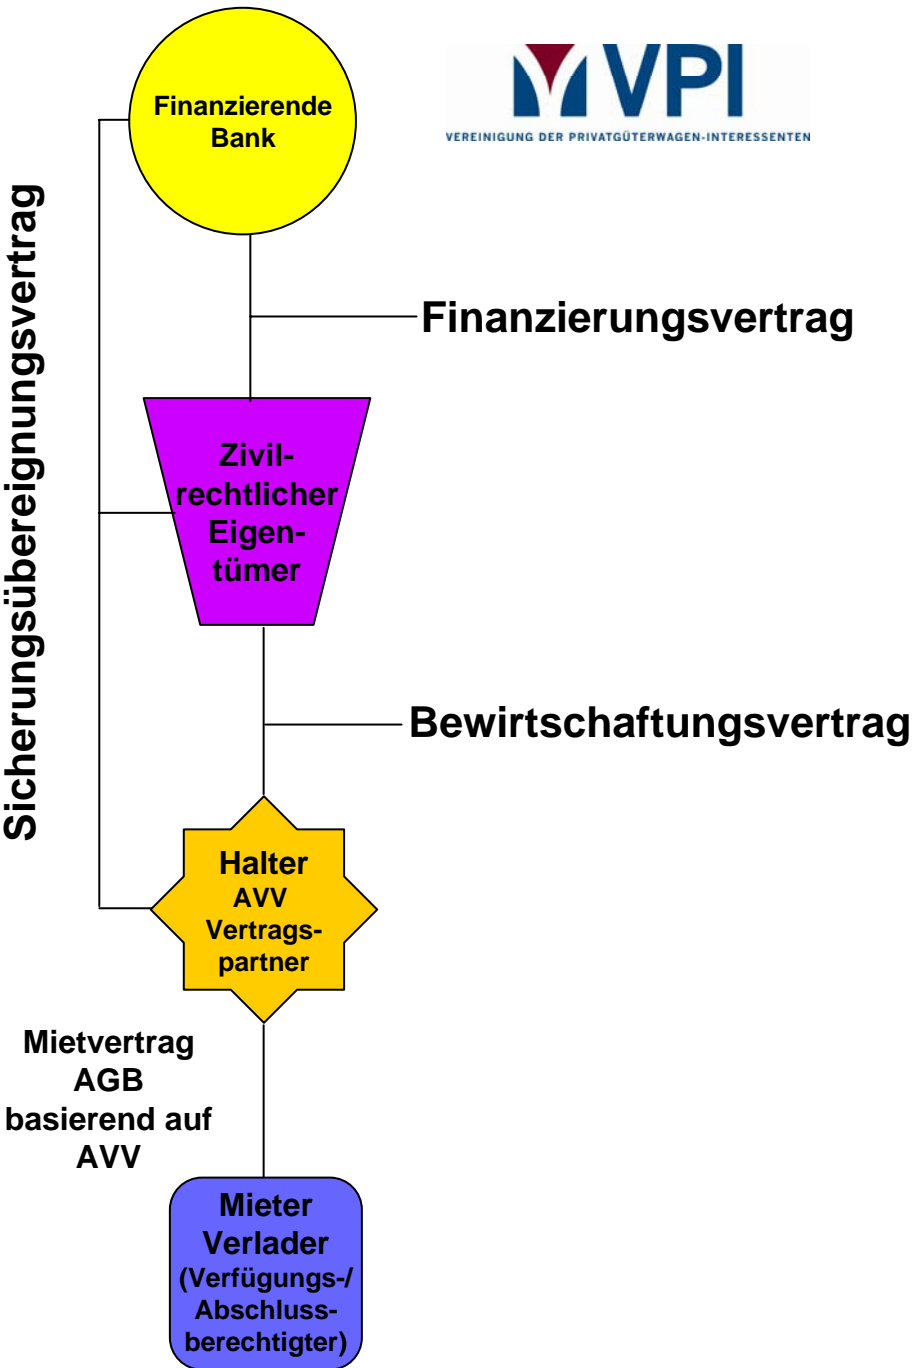 Finanzierende
Bank
VPI
VEREINIGUNG DER PRIVATGÜTERWAGEN-INTERESSENTEN
Sicherungsübereignungsvertrag
Finanzierungsvertrag
Zivil-
rechtlicher
Eigen-
tümer
Bewirtschaftungsvertrag
Halter
AVV
Vertrags-
partner
Mietvertrag
AGB
basierend auf
AVV
Mieter
Verlader
(Verfügungs-/
Abschluss-
berechtigter)